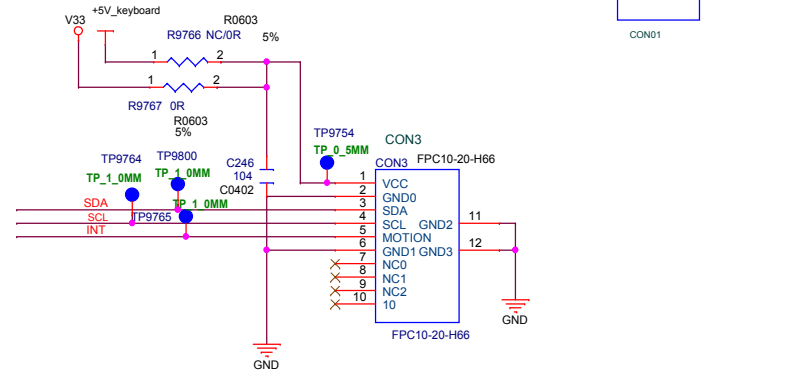 +5V_keyboard
V33
R0603
R9766 NC/0R
5%
1
2
1
2
R9767 0R
R0603
5%
CON01
TP9754
TP_0_5MM
CON3
CON3
FPC10-20-H66
TP9764
TP9800
TP_1_0MM
TP_1_0MM
C246
104
C0402
TP_1_0MM
TP9765
SDA
SCL
INT
1
VCC
2
GND0
3
SDA
4
SCL
GND2
11
5
MOTION
6
GND1
GND3
12
7
NC0
8
NC1
9
NC2
10
10
FPC10-20-H66
GND
GND